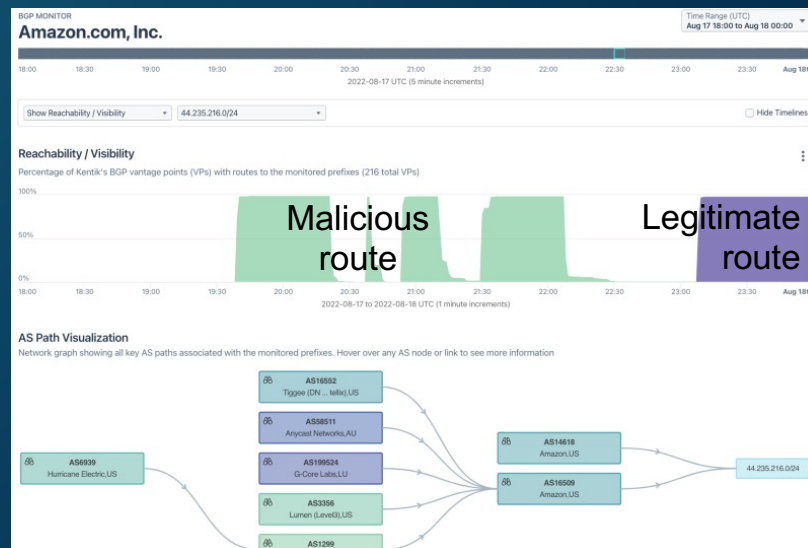 BGP MONITOR
Amazon.com, Inc.
Time Range (UTC)
Aug 17 18:00 to Aug 18 00:00
18:00 18:30 19:00 19:30 20:00 20:30 21:00 21:30 22:00 22:30 23:00 23:30 Aug 18t
2022-08-17 UTC (5 minute increments)
Show Reachability / Visibility 44.235.216.0/24 Hide Timelines
Reachability / Visibility
Percentage of Kentik's BGP vantage points (VPs) with routes to the monitored prefixes (216 total VPs)
100%
50%
0%
Malicious
route
Legitimate
route
18:00 18:30 19:00 19:30 20:00 20:30 21:00 21:30 22:00 22:30 23:00 23:30 Aug 18t
2022-08-17 to 2022-08-18 UTC (1 minute increments)
AS Path Visualization
Network graph showing all key AS paths associated with the monitored prefixes. Hover over any AS node or link to see more information
AS16552
Tiggee (DN ... tellix),US
AS58511
Anycast Networks,AU
AS6939
Hurricane Electric,US
AS199524
G-Core Labs,LU
AS3356
Lumen (Level3),US
AS1299
AS14618
Amazon,US
AS16509
Amazon,US
44.235.216.0/24